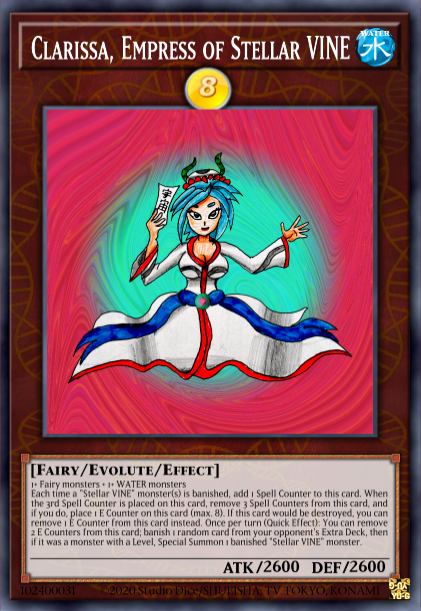 CLARISSA, EMPRESS OF STELLAR VINE
WATER
水
8
[FAIRY/EVOLUTE/EFFECT]
1+ Fairy monsters + 1+ WATER monsters
Each time a "Stellar VINE" monster(s) is banished, add 1 Spell Counter to this card. When
the 3rd Spell Counter is placed on this card, remove 3 Spell Counters from this card, and
if you do, place 1 E Counter on this card (max. 8). If this card would be destroyed, you can
remove 1 E Counter from this card instead. Once per turn (Quick Effect): You can remove
2 E Counters from this card; banish 1 random card from your opponent's Extra Deck, then
if it was a monster with a Level, Special Summon 1 banished "Stellar VINE" monster.
ATK/2600 DEF/2600
102400031 ©2020 Studio Dice/SHUEISHA, TV TOKYO, KONAMI